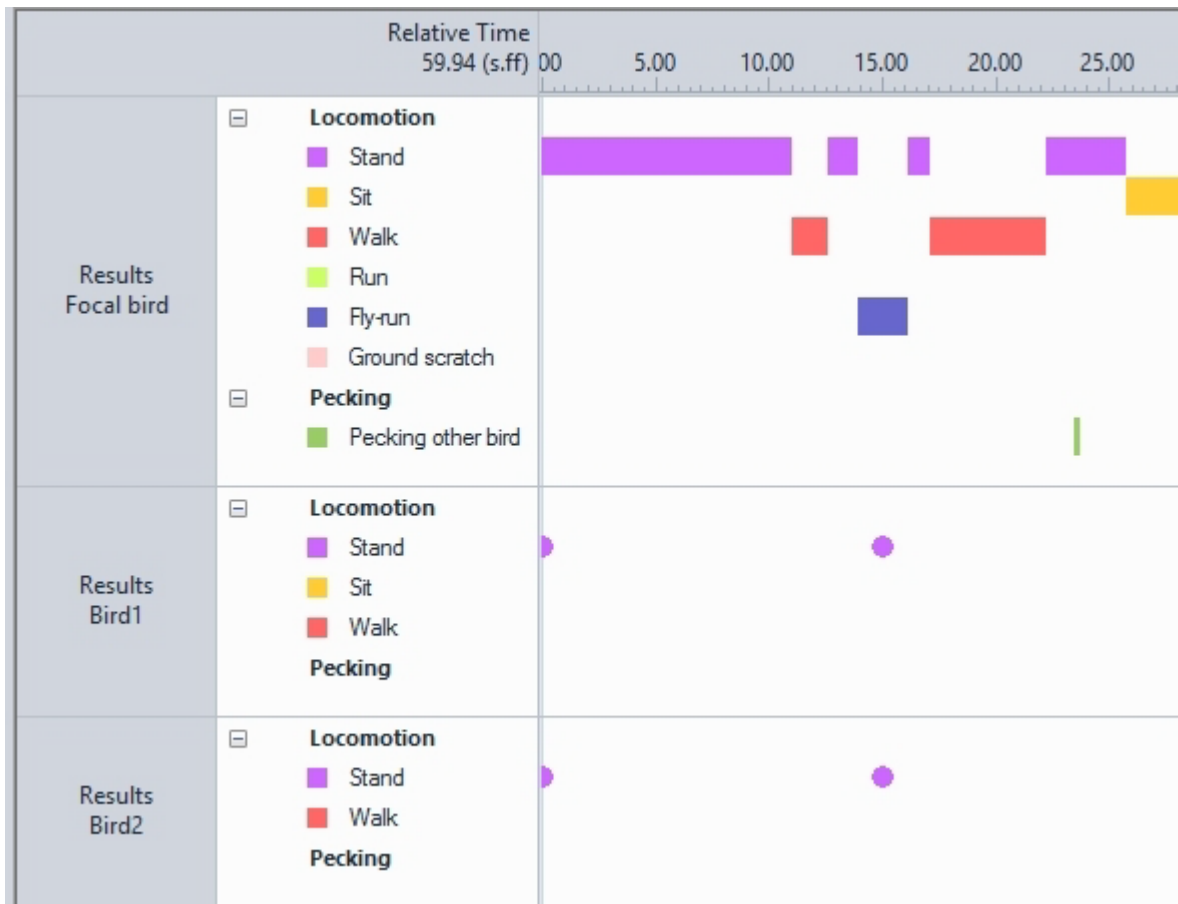 Relative Time
59.94 (s.ff) 00 5.00 10.00 15.00 20.00 25.00
Results
Focal bird
Locomotion
Stand
Sit
Walk
Run
Fly-run
Ground scratch
Pecking
Pecking other bird
Results
Bird1
Locomotion
Stand
Sit
Walk
Pecking
Results
Bird2
Locomotion
Stand
Walk
Pecking